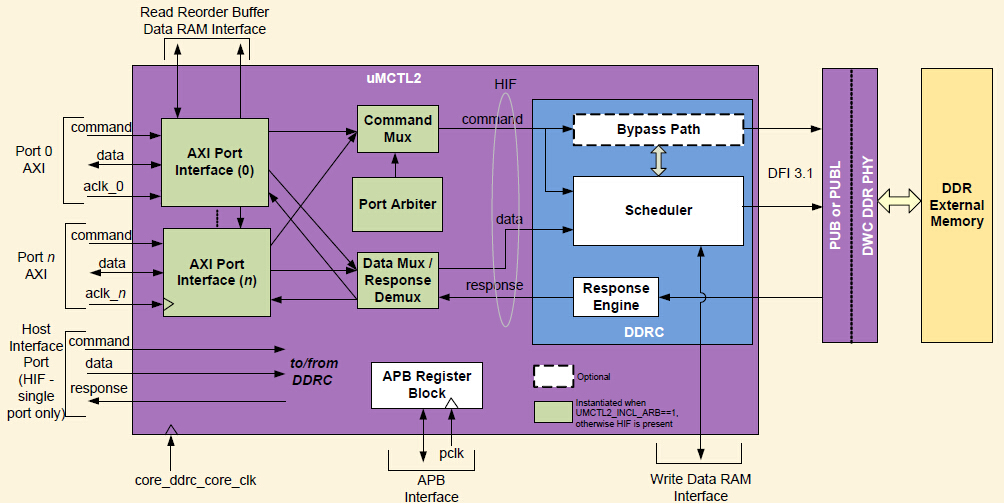 Read Reorder Buffer
Data RAM Interface
uMCTL2
HIF
Port 0
AXI
command
data
aclk_0
AXI Port
Interface (0)
Command
Mux
command
Bypass Path
Port Arbiter
Scheduler
data
DFI 3.1
PUB or PUBL
DWC DDR PHY
DDR
External
Memory
Port n
AXI
command
data
aclk_n
AXI Port
Interface (n)
Data Mux /
Response
Demux
response
Response
Engine
DDRC
Host
Interface
Port
(HIF -
single
port only)
command
data
response
to/from
DDRC
APB Register
Block
Optional
Instantiated when
UMCTL2_INCL_ARB==1,
otherwise HIF is present
core_ddrc_core_clk
pclk
APB
Interface
Write Data RAM
Interface